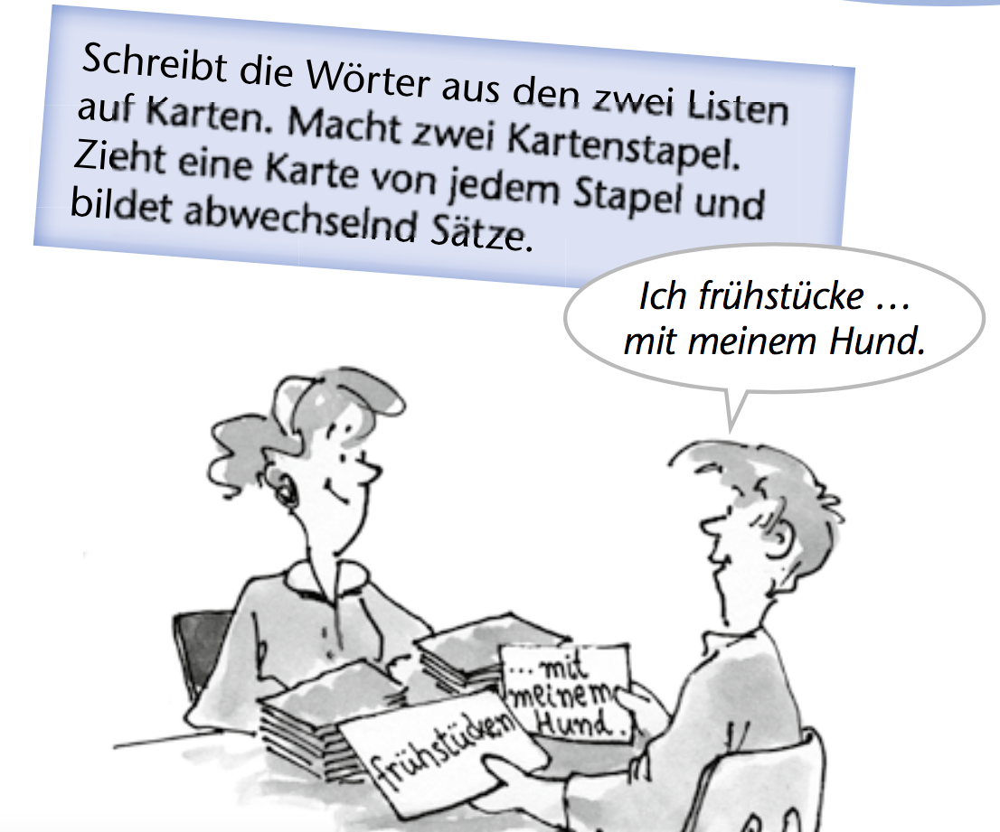 Schreibt die Wörter aus den zwei Listen
auf Karten. Macht zwei Kartenstapel.
Zieht eine Karte von jedem Stapel und
bildet abwechselnd Sätze.
Ich frühstücke …
mit meinem Hund.
...mit
meinem
Hund.
frühstücken